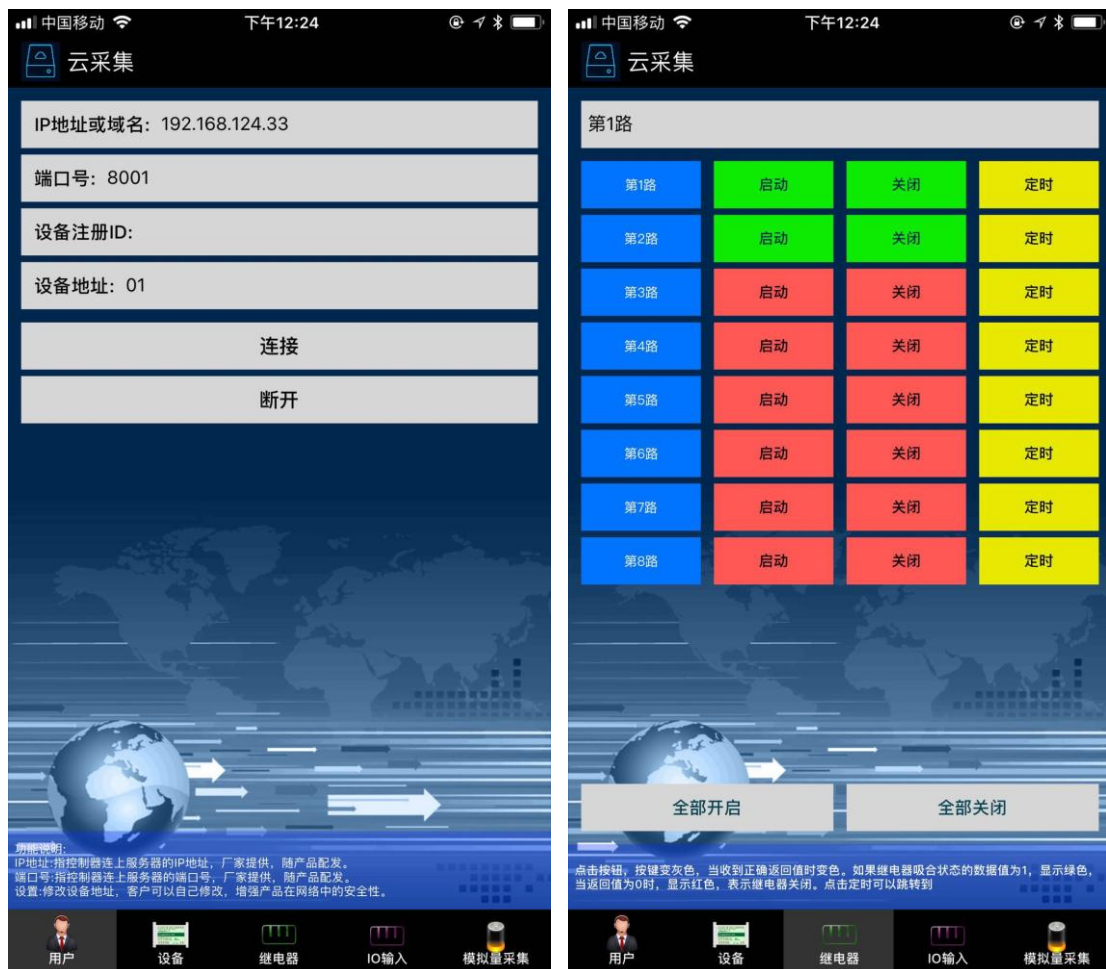 中国移动 下午12:24
云采集
IP地址或域名: 192.168.124.33
端口号: 8001
设备注册ID:
设备地址: 01
连接
断开
功能说明:
IP地址:指控制器连上服务器的IP地址，厂家提供，随产品配发。
端口号:指控制器连上服务器的端口号，厂家提供，随产品配发。
设置:修改设备地址，客户可以自己修改，增强产品在网络中的安全性。
用户 设备 继电器 IO输入 模拟量采集
中国移动 下午12:24
云采集
第1路
第1路 启动 关闭 定时
第2路 启动 关闭 定时
第3路 启动 关闭 定时
第4路 启动 关闭 定时
第5路 启动 关闭 定时
第6路 启动 关闭 定时
第7路 启动 关闭 定时
第8路 启动 关闭 定时
全部开启 全部关闭
点击按钮，按键变灰色，当收到正确返回值时变色。如果继电器吸合状态的数据值为1，显示绿色，
当返回值为0时，显示红色，表示继电器关闭。点击定时可以跳转到
用户 设备 继电器 IO输入 模拟量采集